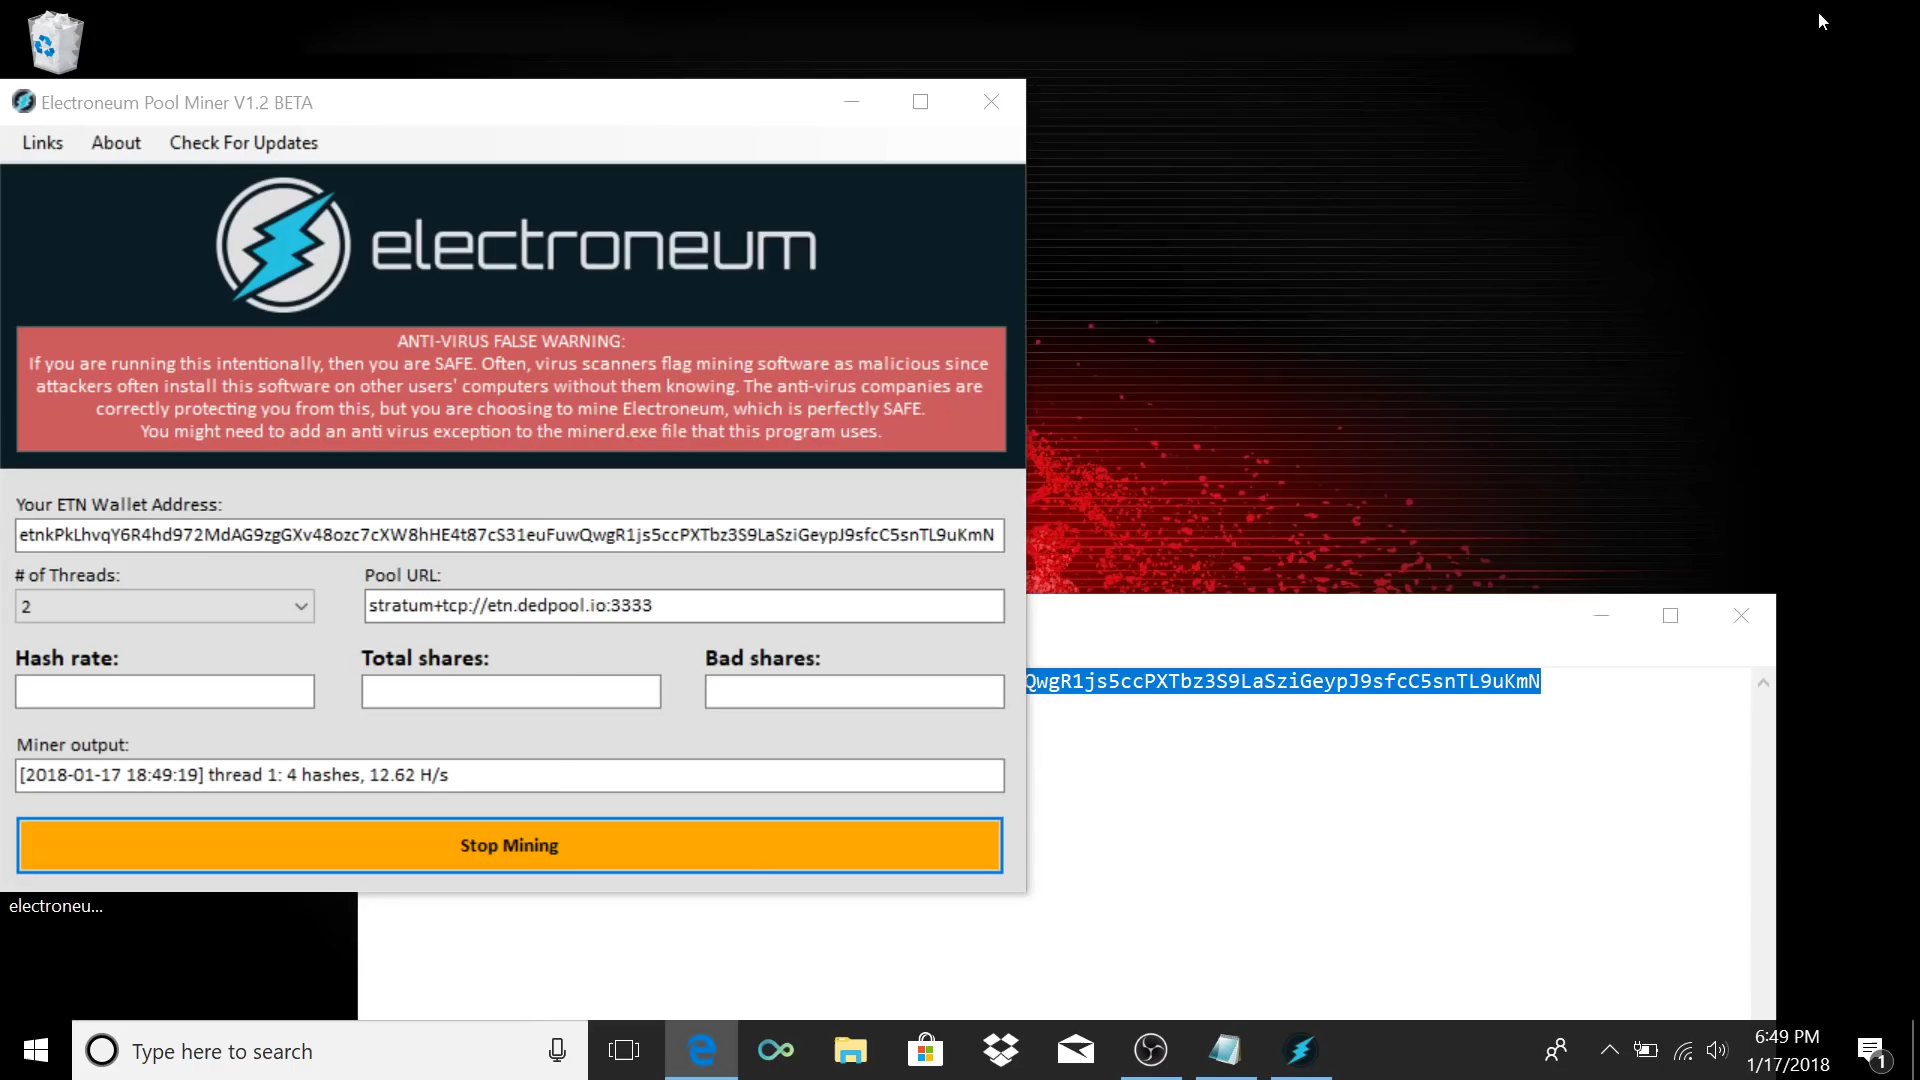 Electroneum Pool Miner V1.2 BETA
Links About Check For Updates
electroneum
ANTI-VIRUS FALSE WARNING:
If you are running this intentionally, then you are SAFE. Often, virus scanners flag mining software as malicious since
attackers often install this software on other users' computers without them knowing. The anti-virus companies are
correctly protecting you from this, but you are choosing to mine Electroneum, which is perfectly SAFE.
You might need to add an anti virus exception to the minerd.exe file that this program uses.
Your ETN Wallet Address:
etnkPkLhvqY6R4hd972MdAG9zgGXv48ozc7cXW8hHE4t87cS31euFuwQwgR1js5ccPXTbz3S9LaSziGeypJ9sfcC5snTL9uKmN
# of Threads: Pool URL:
2 stratum+tcp://etn.dedpool.io:3333
Hash rate: Total shares: Bad shares:
QwgR1js5ccPXTbz3S9LaSziGeypJ9sfcC5snTL9uKmN
Miner output:
[2018-01-17 18:49:19] thread 1: 4 hashes, 12.62 H/s
Stop Mining
electroneu...
Type here to search
6:49 PM
1/17/2018
1